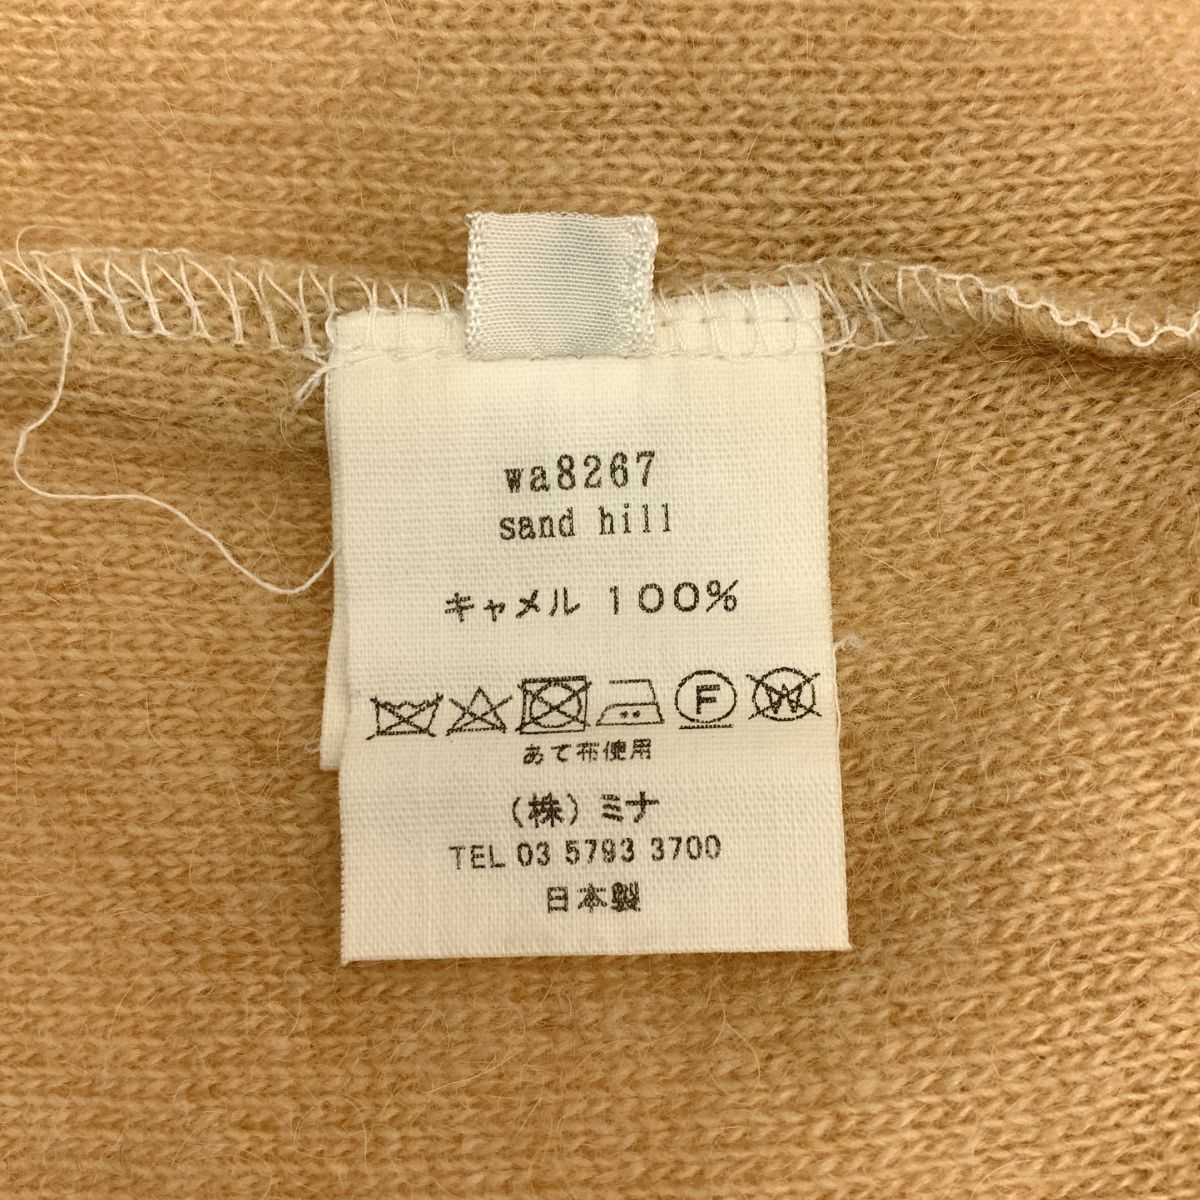 wa8267
sand hill
キャメル 100%
F W
あて布使用
(株) ミナ
TEL 03 5793 3700
日本製